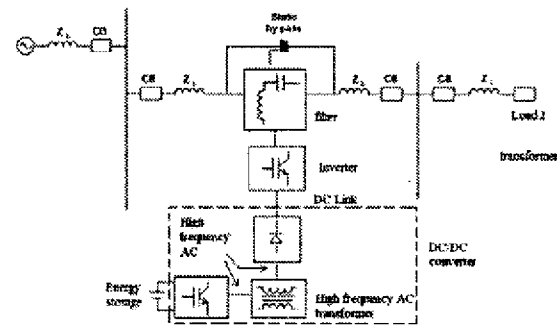 Static
by pass
Z
CB
CB
Z
Z
CB
CB
Z
filter
Load 2
transformer
Inverter
DC Link
High
frequency
AC
DC/DC
converter
Energy
storage
High frequency AC
transformer